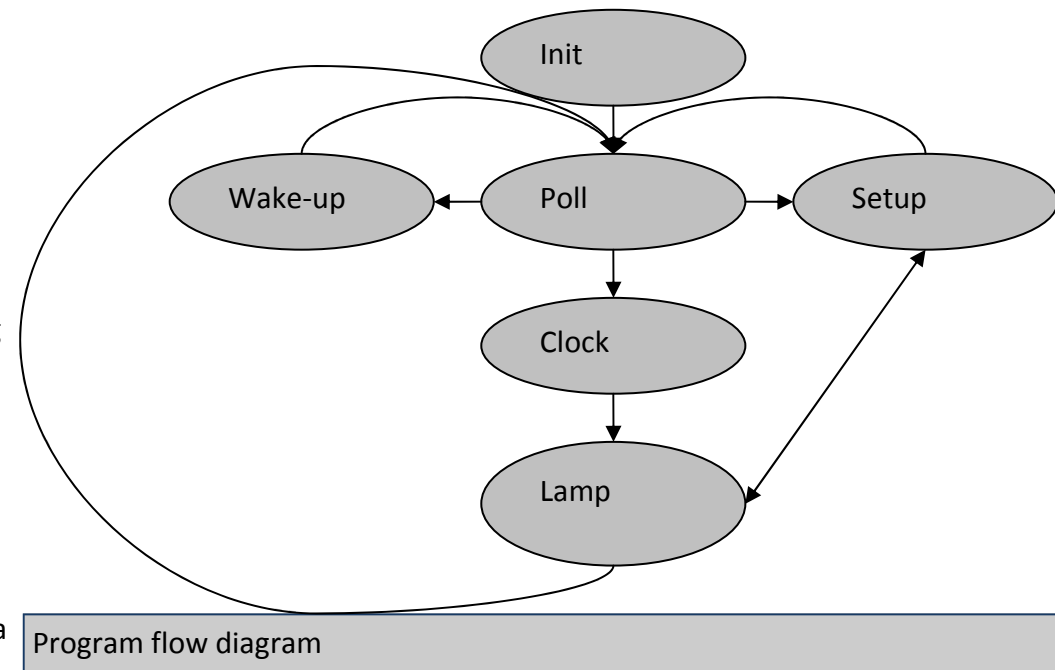 Init
Wake-up
Poll
Setup
Clock
Lamp
a
Program flow diagram